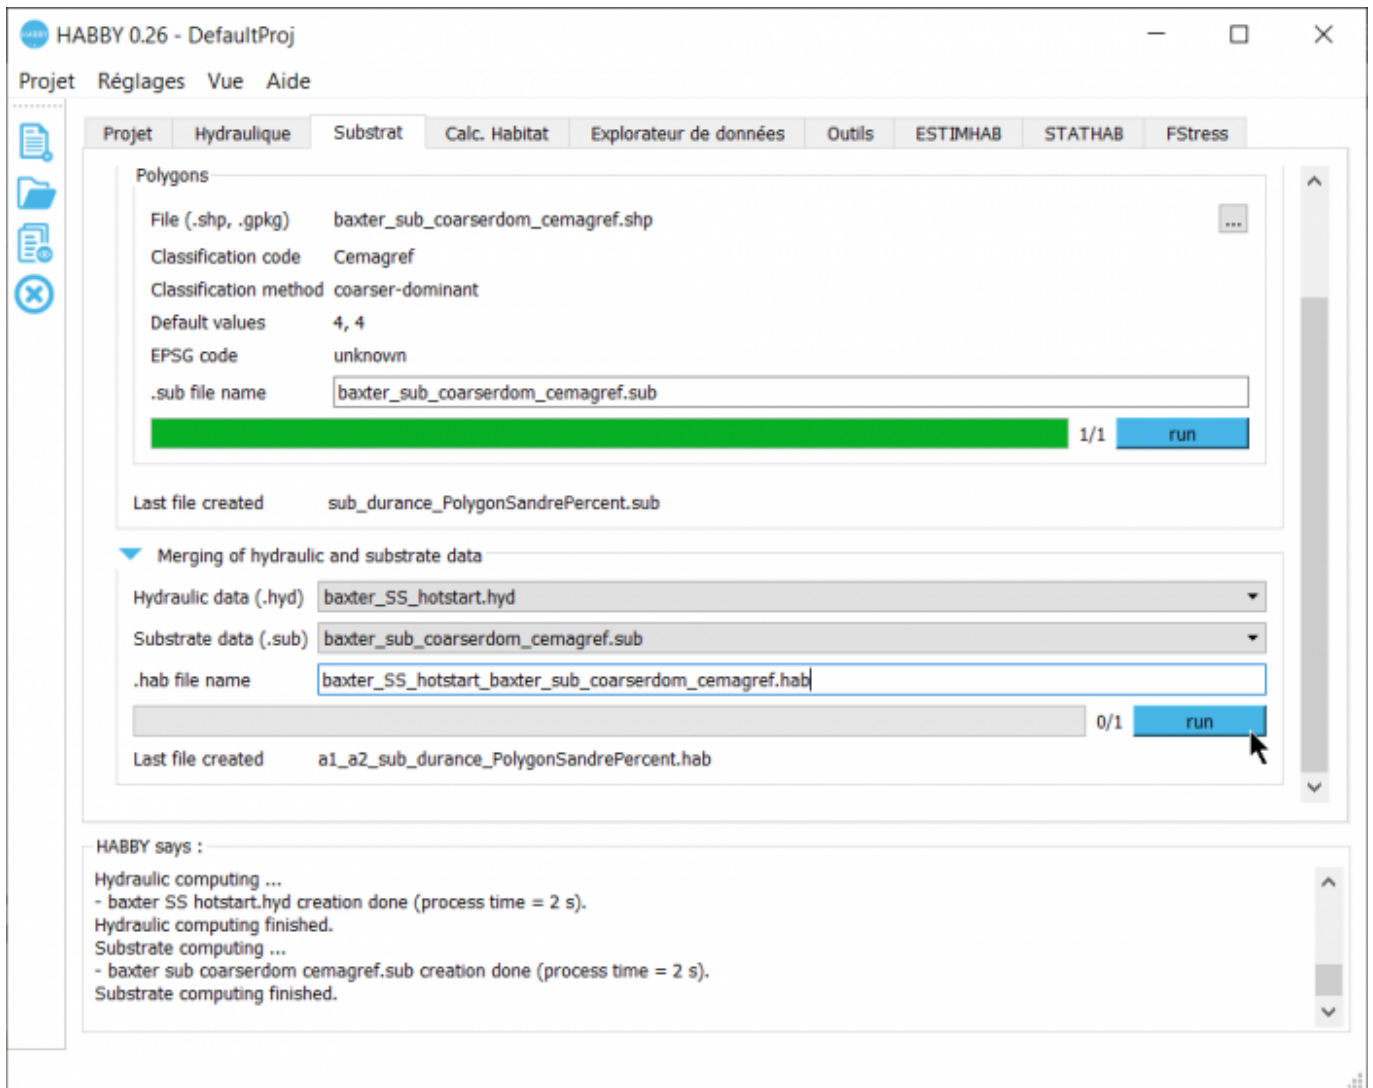 HABBY 0.26 - DefaultProj
Projet Réglages Vue Aide
Projet Hydraulique Substrat Calc. Habitat Explorateur de données Outils ESTIMHAB STATHAB FStress
Polygons
File (.shp, .gpkg) baxter_sub_coarserdom_cemagref.shp ...
Classification code Cemagref
Classification method coarser-dominant
Default values 4, 4
EPSG code unknown
.sub file name baxter_sub_coarserdom_cemagref.sub
1/1 run
Last file created sub_durance_PolygonSandrePercent.sub
Merging of hydraulic and substrate data
Hydraulic data (.hyd) baxter_SS_hotstart.hyd
Substrate data (.sub) baxter_sub_coarserdom_cemagref.sub
.hab file name baxter_SS_hotstart_baxter_sub_coarserdom_cemagref.hab
0/1 run
Last file created a1_a2_sub_durance_PolygonSandrePercent.hab
HABBY says :
Hydraulic computing ...
- baxter SS hotstart.hyd creation done (process time = 2 s).
Hydraulic computing finished.
Substrate computing ...
- baxter sub coarserdom cemagref.sub creation done (process time = 2 s).
Substrate computing finished.